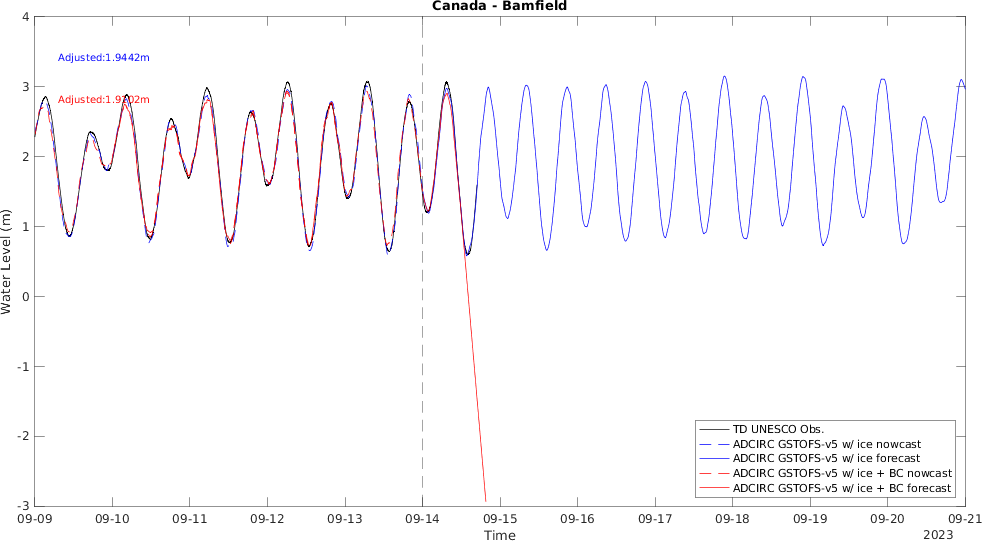 Canada - Bamfield
4
3
2
1
0
-1
-2
-3
Water Level (m)
Adjusted:1.9442m
TD UNESCO Obs.
ADCIRC GSTOFS-v5 w/ ice nowcast
ADCIRC GSTOFS-v5 w/ ice forecast
ADCIRC GSTOFS-v5 w/ ice + BC nowcast
ADCIRC GSTOFS-v5 w/ ice + BC forecast
09-09 09-10 09-11 09-12 09-13 09-14 09-15 09-16 09-17 09-18 09-19 09-20 09-21
Time
2023